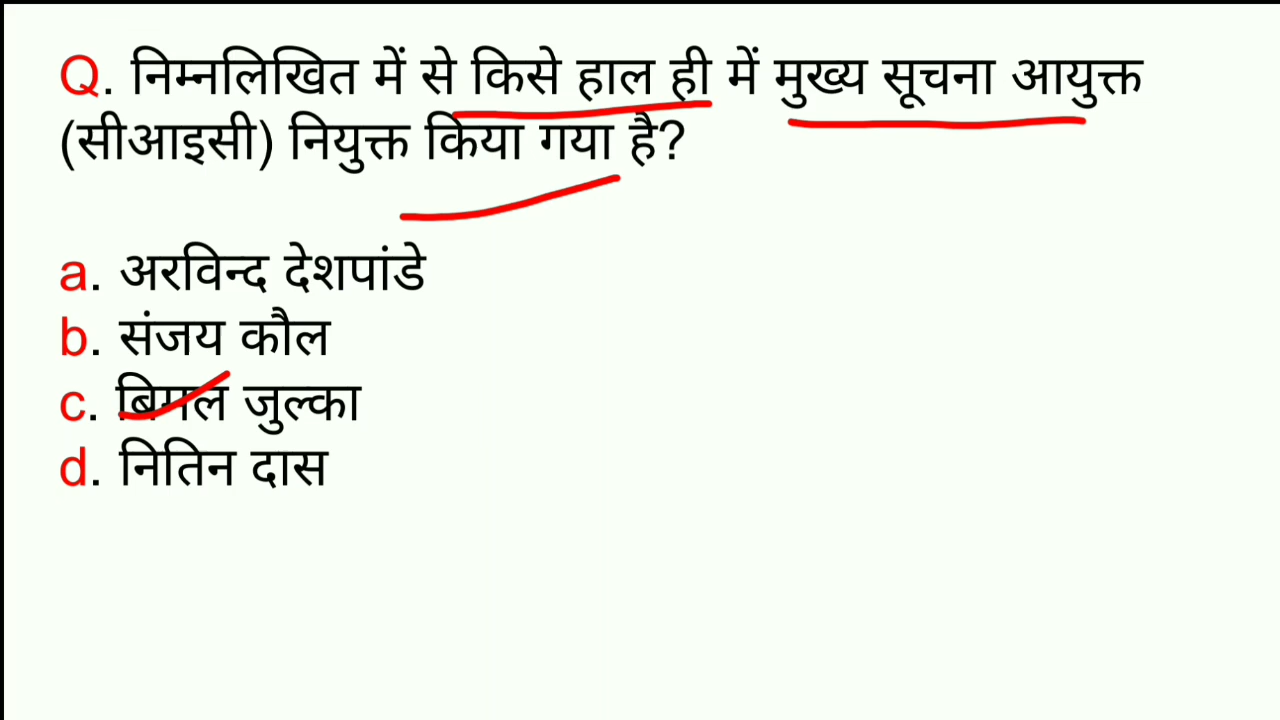 Q. निम्नलिखित में से किसे हाल ही में मुख्य सूचना आयुक्त
(सीआइसी) नियुक्त किया गया है?
a. अरविन्द देशपांडे
b. संजय कौल
c. बिमल जुल्का
d. नितिन दास